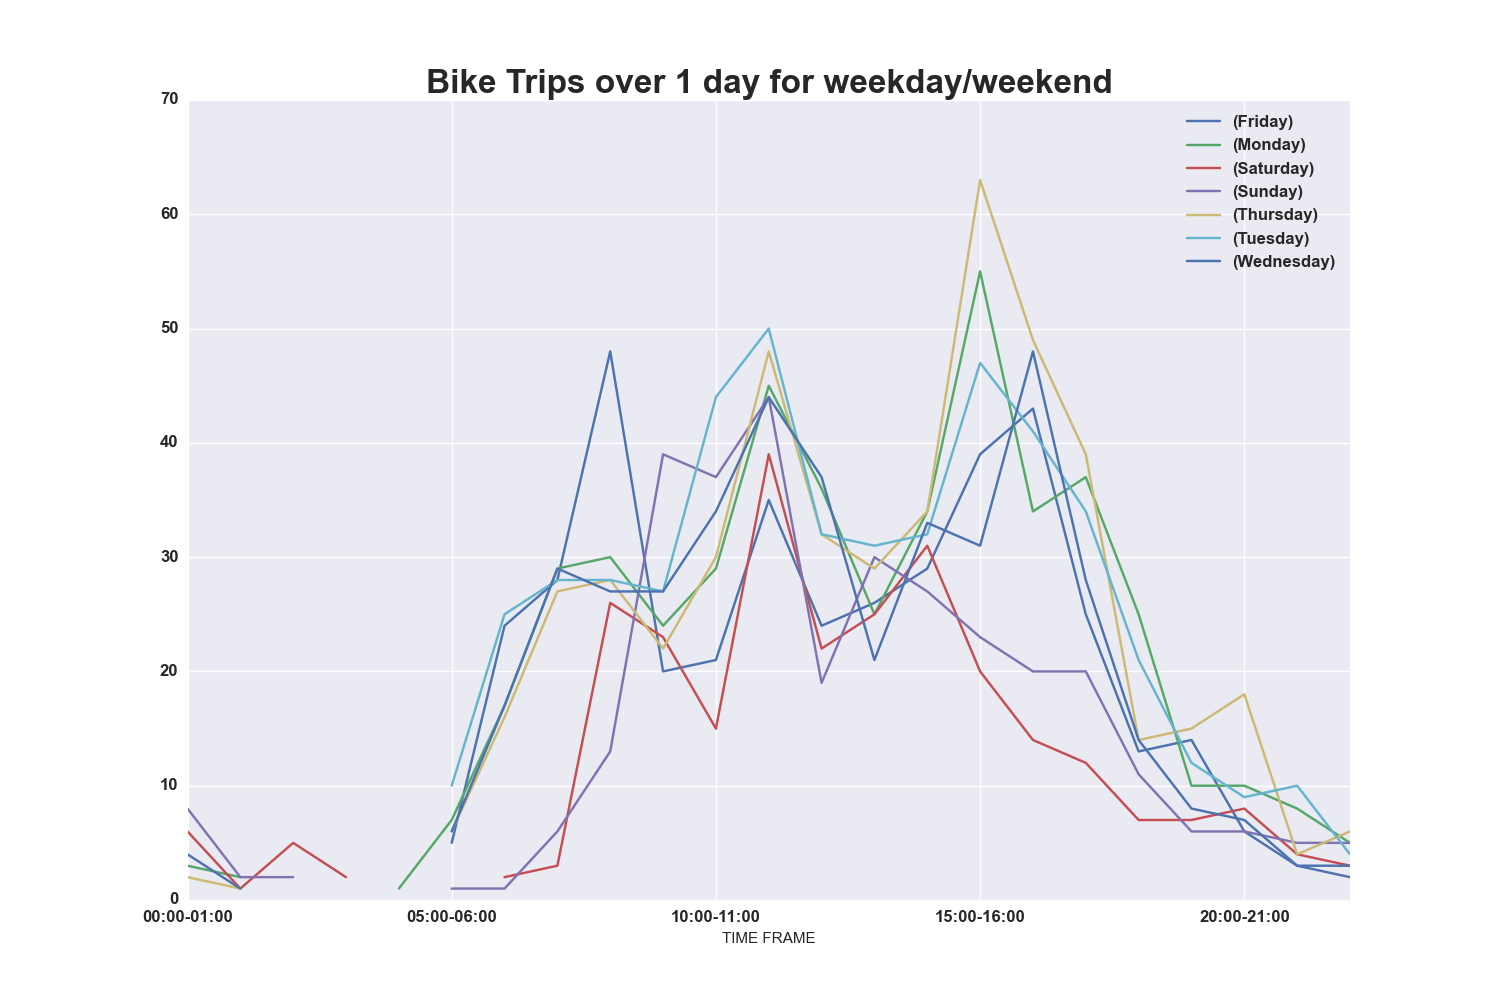 Bike Trips over 1 day for weekday/weekend
70
60
50
40
30
20
10
0
(Friday)
(Monday)
(Saturday)
(Sunday)
(Thursday)
(Tuesday)
(Wednesday)
00:00-01:00 05:00-06:00 10:00-11:00 15:00-16:00 20:00-21:00
TIME FRAME